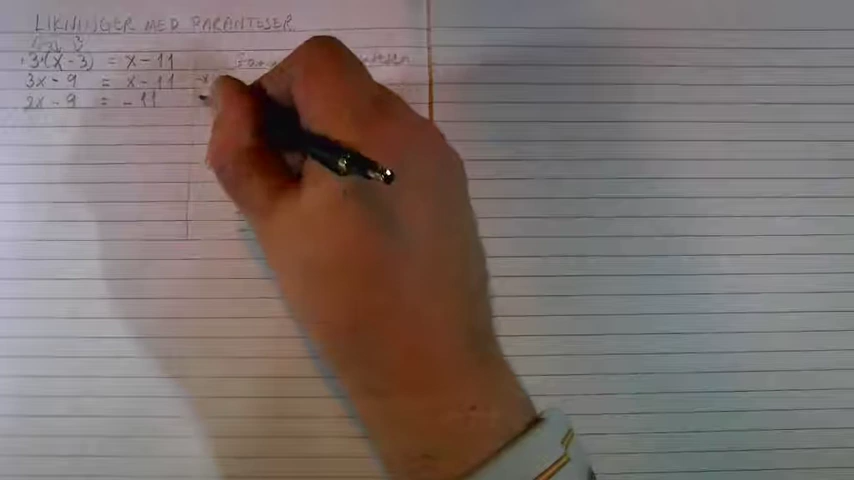 LIKNINGER MED PARANTESER
3·(x-3) = x-11
3x-9 = x-11 -x
2x-9 = -11